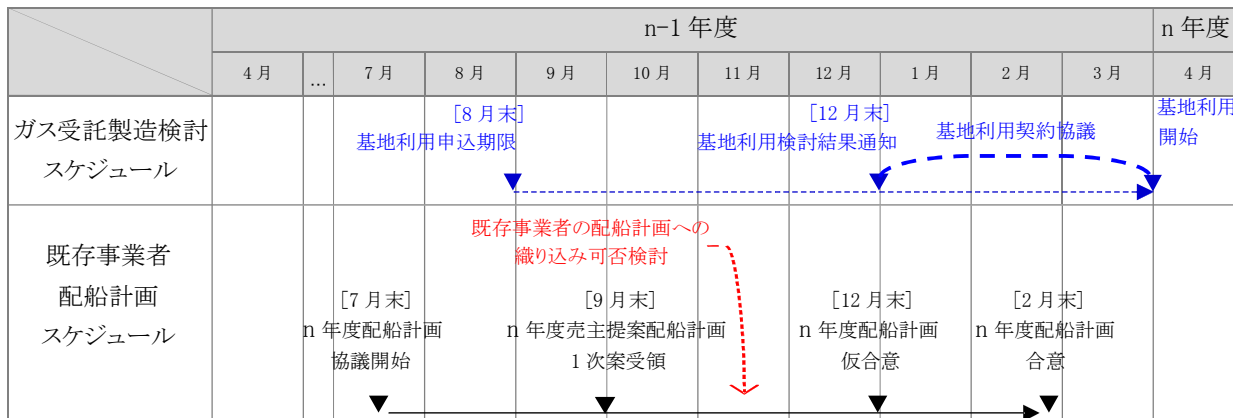 n-1 年度
n 年度
4 月
...
7 月
8 月
9 月
10 月
11 月
12 月
1 月
2 月
3 月
4 月
ガス受託製造検討
スケジュール
[8 月末]
基地利用申込期限
[12 月末]
基地利用検討結果通知
基地利用契約協議
基地利用
開始
既存事業者
配船計画
スケジュール
既存事業者の配船計画への
織り込み可否検討
[7 月末]
n 年度配船計画
協議開始
[9 月末]
n 年度売主提案配船計画
1 次案受領
[12 月末]
n 年度配船計画
仮合意
[2 月末]
n 年度配船計画
合意